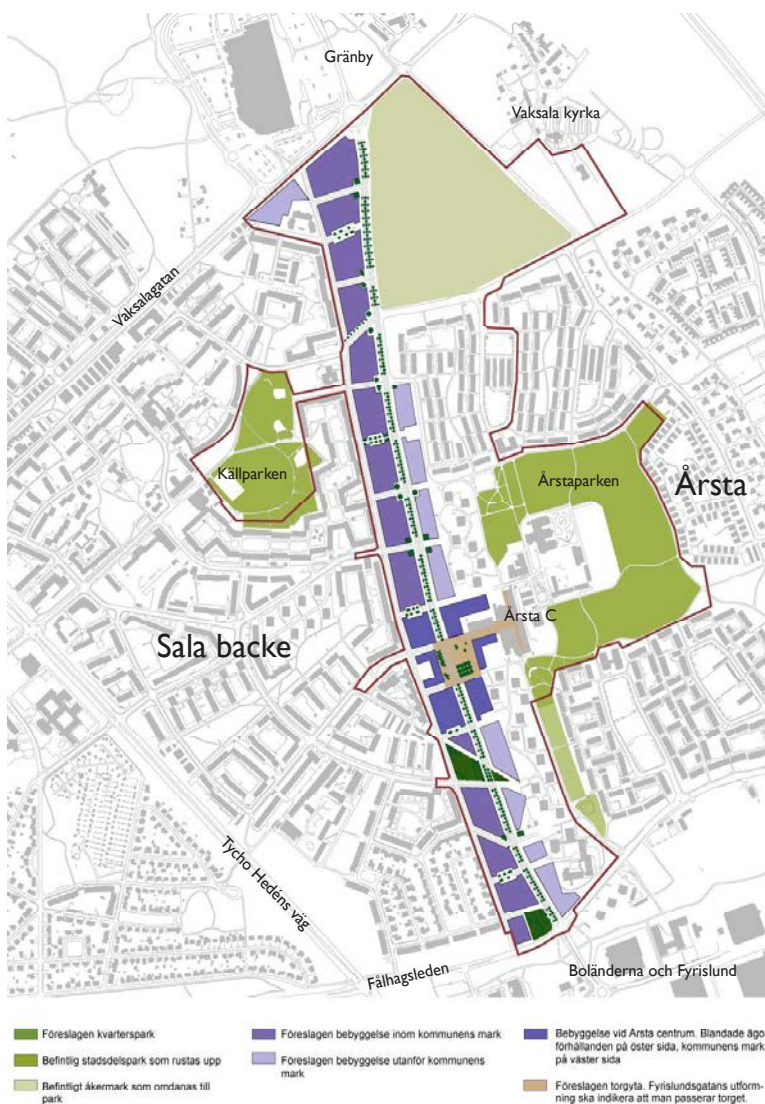 Gränby
Vaksala kyrka
Vaksalagatan
Källparken
Årstaparken
Årsta
Årsta C
Sala backe
Tycho Hedéns väg
Fålhagsleden
Boländerna och Fyrislund
Föreslagen kvarterspark
Befintlig stadsdelspark som rustas upp
Befintligt åkermark som omdanas till
park
Föreslagen bebyggelse inom kommunens mark
Föreslagen bebyggelse utanför kommunens
mark
Bebyggelse vid Årsta centrum. Blandade ägo
förhållanden på öster sida, kommunens mark
på väster sida
Föreslagen torgyta. Fyrislundsgatans utform-
ning ska indikera att man passerar torget.